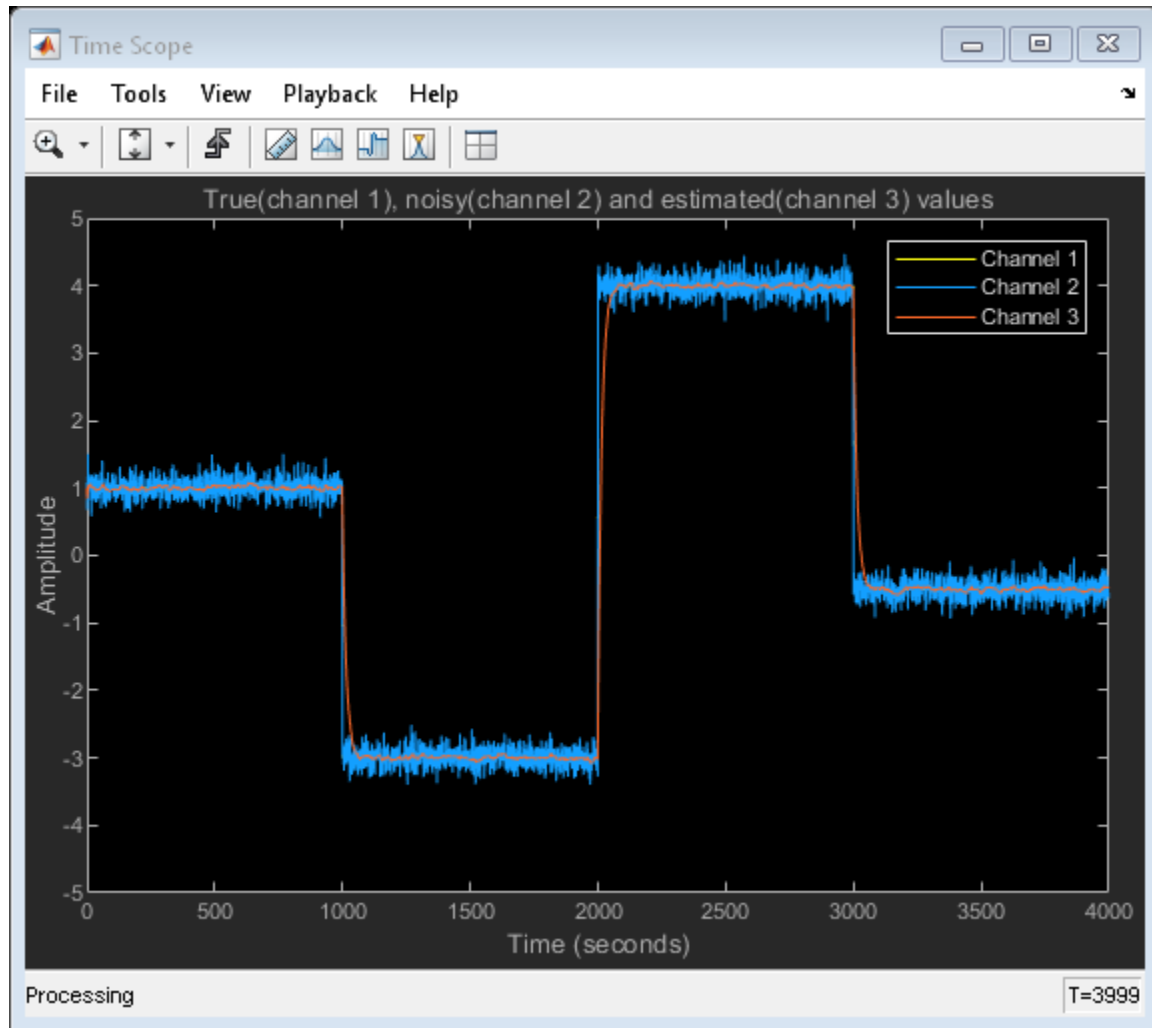 Time Scope
File Tools View Playback Help
True(channel 1), noisy(channel 2) and estimated(channel 3) values
5
4
3
2
1
0
-1
-2
-3
-4
-5
Amplitude
Channel 1
Channel 2
Channel 3
0 500 1000 1500 2000 2500 3000 3500 4000
Time (seconds)
Processing T=3999